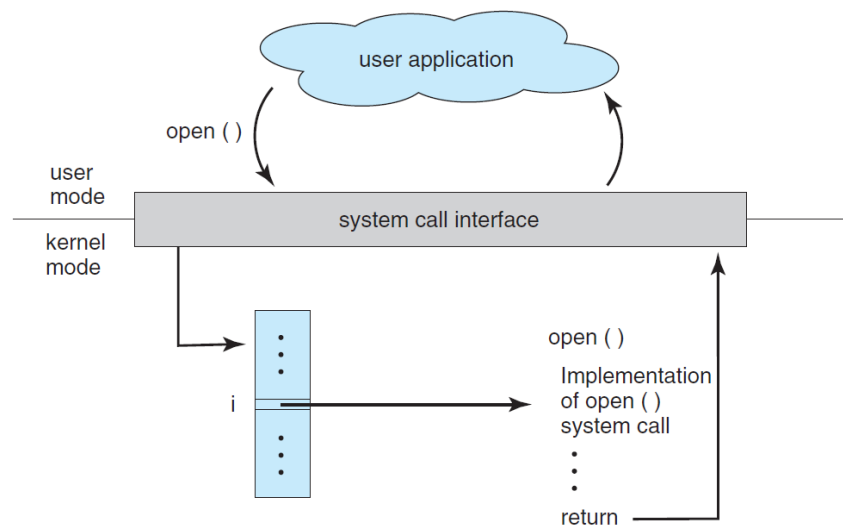 user application
open ( )
user
mode
system call interface
kernel
mode
open ( )
i
Implementation
of open ( )
system call
return